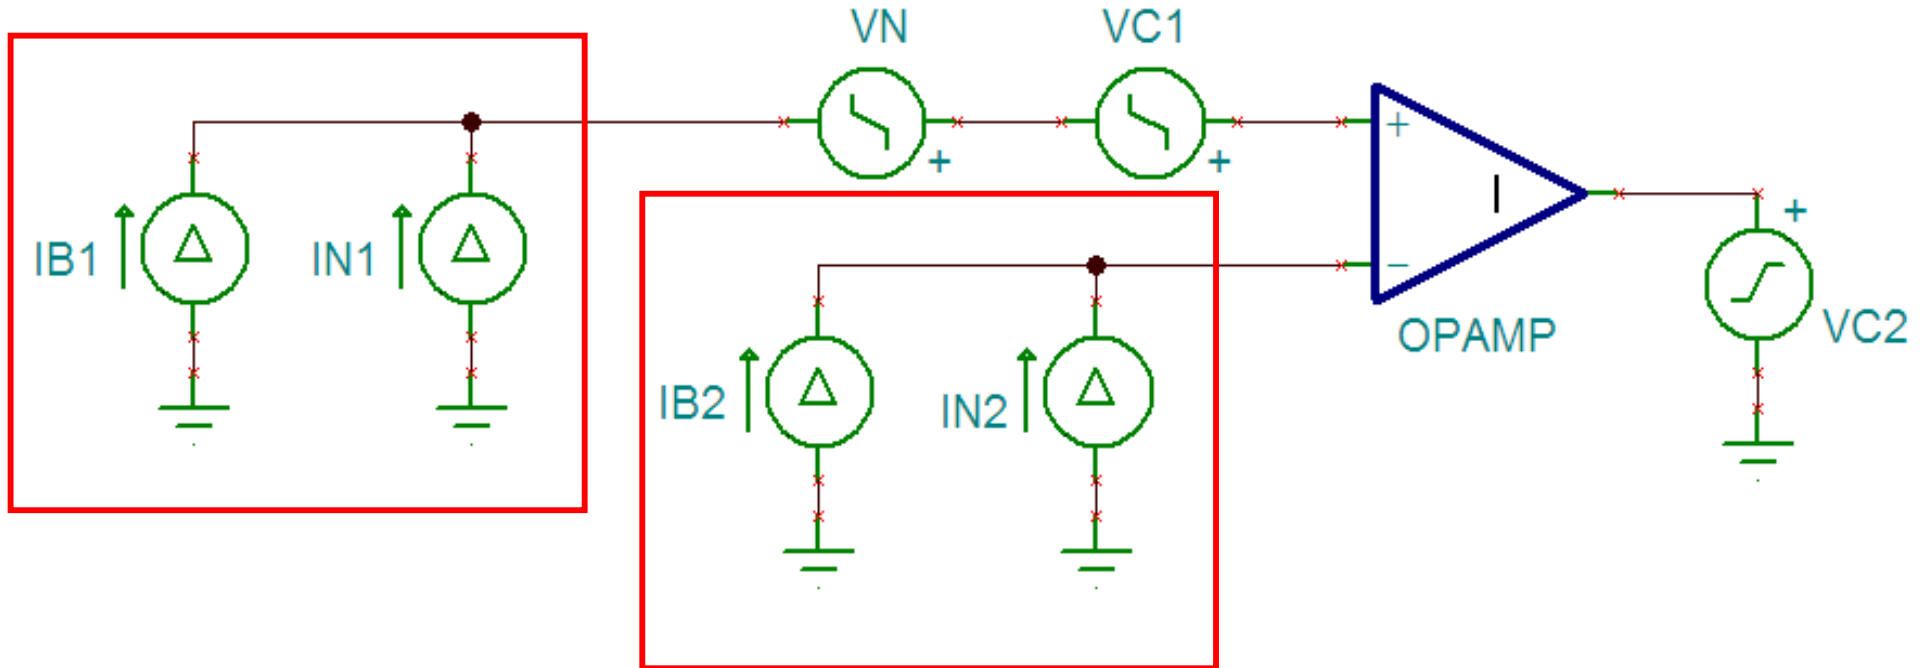 VN
VC1
+
+
+
IB1
IN1
+
−
IB2
IN2
OPAMP
VC2